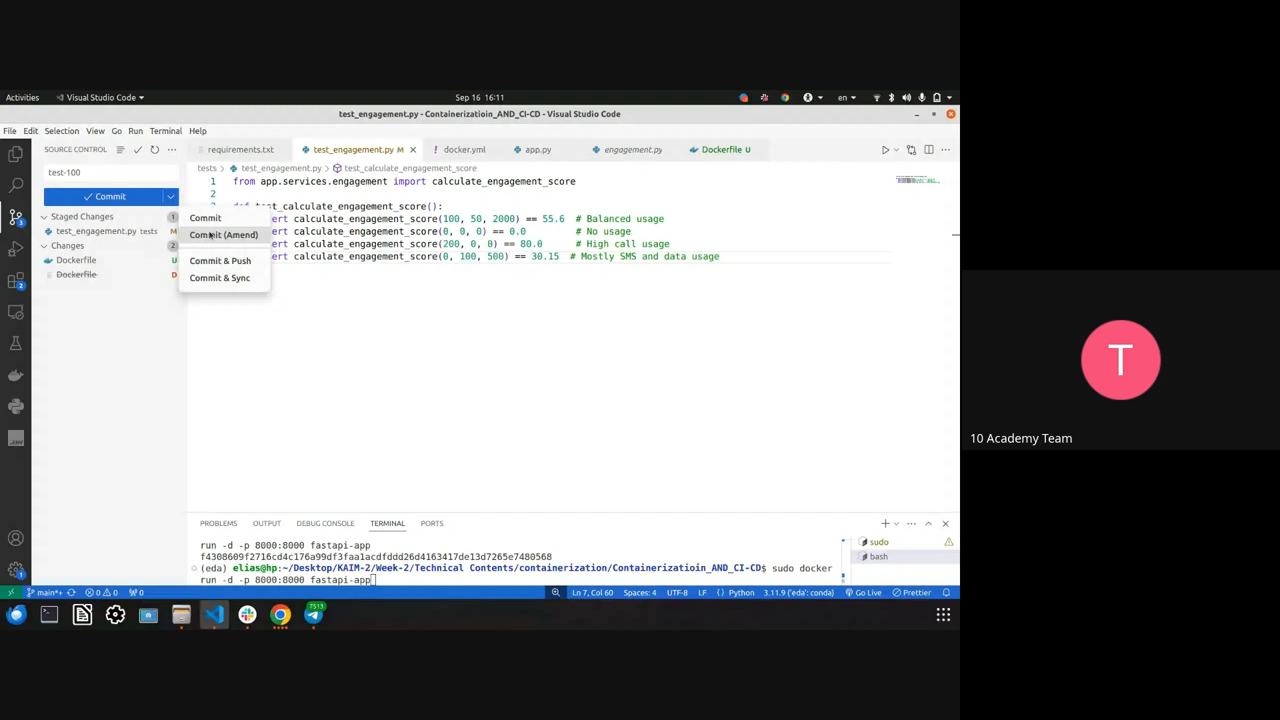 Activities
Visual Studio Code
Sep 16 16:11
en
test_engagement.py - Containerizatioin_AND_CI-CD - Visual Studio Code
File Edit Selection View Go Run Terminal Help
SOURCE CONTROL
requirements.txt
test_engagement.py M
docker.yml
app.py
engagement.py
Dockerfile U
tests > test_engagement.py > test_calculate_engagement_score
test-100
Commit
Staged Changes 1
test_engagement.py tests M
Changes 2
Dockerfile U
Dockerfile D
Commit
Commit (Amend)
Commit & Push
Commit & Sync
1 from app.services.engagement import calculate_engagement_score
2
test_calculate_engagement_score():
ert calculate_engagement_score(100, 50, 2000) == 55.6 # Balanced usage
ert calculate_engagement_score(0, 0, 0) == 0.0 # No usage
ert calculate_engagement_score(200, 0, 0) == 80.0 # High call usage
ert calculate_engagement_score(0, 100, 500) == 30.15 # Mostly SMS and data usage
PROBLEMS OUTPUT DEBUG CONSOLE TERMINAL PORTS
run -d -p 8000:8000 fastapi-app
f4308609f2716cd4c176a99df3faa1acdfddd26d4163417de13d7265e7480568
(eda) elias@hp:~/Desktop/KAIM-2/Week-2/Technical Contents/containerization/Containerizatioin_AND_CI-CD$ sudo docker
run -d -p 8000:8000 fastapi-app
sudo
bash
main*+ 0 0 0 Ln 7, Col 60 Spaces: 4 UTF-8 LF Python 3.11.9 ('eda': conda) Go Live Prettier
7513
T
10 Academy Team